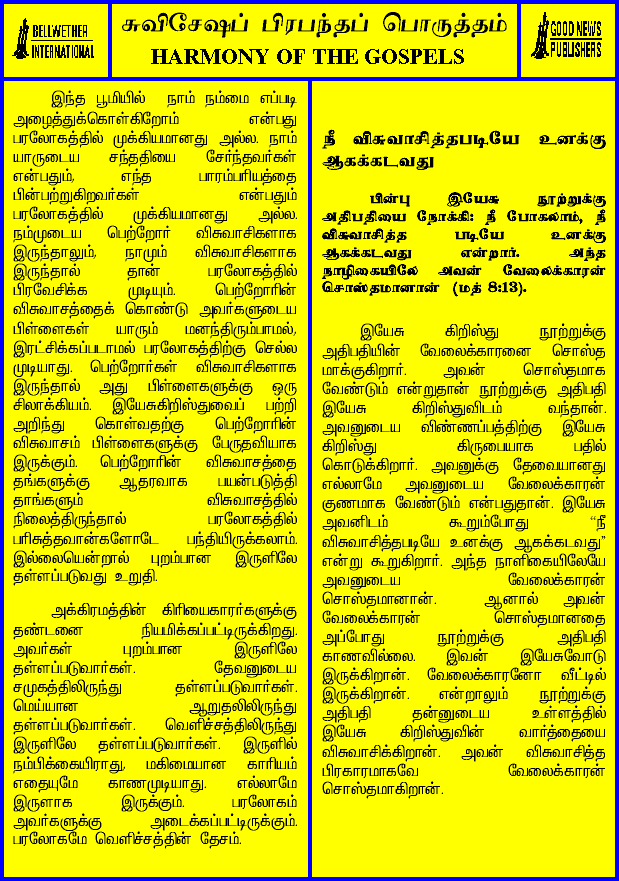 BELLWETHER
INTERNATIONAL
சுவிசேஷப் பிரபந்தப் பொருத்தம்
HARMONY OF THE GOSPELS
GOOD NEWS
PUBLISHERS
இந்த பூமியில் நாம் நம்மை எப்படி
அழைத்துக்கொள்கிறோம் என்பது
பரலோகத்தில் முக்கியமானது அல்ல. நாம்
யாருடைய சந்ததியை சேர்ந்தவர்கள்
என்பதும், எந்த பாரம்பரியத்தை
பின்பற்றுகிறவர்கள் என்பதும்
பரலோகத்தில் முக்கியமானது அல்ல.
நம்முடைய பெற்றோர் விசுவாசிகளாக
இருந்தாலும், நாமும் விசுவாசிகளாக
இருந்தால் தான் பரலோகத்தில்
பிரவேசிக்க முடியும். பெற்றோரின்
விசுவாசத்தைக் கொண்டு அவர்களுடைய
பிள்ளைகள் யாரும் மனந்திரும்பாமல்,
இரட்சிக்கப்படாமல் பரலோகத்திற்கு செல்ல
முடியாது. பெற்றோர்கள் விசுவாசிகளாக
இருந்தால் அது பிள்ளைகளுக்கு ஒரு
சிலாக்கியம். இயேசுகிறிஸ்துவைப் பற்றி
அறிந்து கொள்வதற்கு பெற்றோரின்
விசுவாசம் பிள்ளைகளுக்கு பேருதவியாக
இருக்கும். பெற்றோரின் விசுவாசத்தை
தங்களுக்கு ஆதரவாக பயன்படுத்தி
தாங்களும் விசுவாசத்தில்
நிலைத்திருந்தால் பரலோகத்தில்
பரிசுத்தவான்களோடே பந்தியிருக்கலாம்.
இல்லையென்றால் புறம்பான இருளிலே
தள்ளப்படுவது உறுதி.
அக்கிரமத்தின் கிரியைகாரர்களுக்கு
தண்டனை நியமிக்கப்பட்டிருக்கிறது.
அவர்கள் புறம்பான இருளிலே
தள்ளப்படுவார்கள். தேவனுடைய
சமுகத்திலிருந்து தள்ளப்படுவார்கள்.
மெய்யான ஆறுதலிலிருந்து
தள்ளப்படுவார்கள். வெளிச்சத்திலிருந்து
இருளிலே தள்ளப்படுவார்கள். இருளில்
நம்பிக்கையிராது, மகிமையான காரியம்
எதையுமே காணமுடியாது. எல்லாமே
இருளாக இருக்கும். பரலோகம்
அவர்களுக்கு அடைக்கப்பட்டிருக்கும்.
பரலோகமே வெளிச்சத்தின் தேசம்.
நீ விசுவாசித்தபடியே உனக்கு
ஆகக்கடவது
பின்பு இயேசு நூற்றுக்கு
அதிபதியை நோக்கி: நீ போகலாம், நீ
விசுவாசித்த படியே உனக்கு
ஆகக்கடவது என்றார். அந்த
நாழிகையிலே அவன் வேலைக்காரன்
சொஸ்தமானான் (மத் 8:13).
இயேசு கிறிஸ்து நூற்றுக்கு
அதிபதியின் வேலைக்காரனை சொஸ்த
மாக்குகிறார். அவன் சொஸ்தமாக
வேண்டும் என்றுதான் நூற்றுக்கு அதிபதி
இயேசு கிறிஸ்துவிடம் வந்தான்.
அவனுடைய விண்ணப்பத்திற்கு இயேசு
கிறிஸ்து கிருபையாக பதில்
கொடுக்கிறார். அவனுக்கு தேவையானது
எல்லாமே அவனுடைய வேலைக்காரன்
குணமாக வேண்டும் என்பதுதான். இயேசு
அவனிடம் கூறும்போது “நீ
விசுவாசித்தபடியே உனக்கு ஆகக்கடவது”
என்று கூறுகிறார். அந்த நாளிகையிலேயே
அவனுடைய வேலைக்காரன்
சொஸ்தமானான். ஆனால் அவன்
வேலைக்காரன் சொஸ்தமானதை
அப்போது நூற்றுக்கு அதிபதி
காணவில்லை. இவன் இயேசுவோடு
இருக்கிறான். வேலைக்காரனோ வீட்டில்
இருக்கிறான். என்றாலும் நூற்றுக்கு
அதிபதி தன்னுடைய உள்ளத்தில்
இயேசு கிறிஸ்துவின் வார்த்தையை
விசுவாசிக்கிறான். அவன் விசுவாசித்த
பிரகாரமாகவே வேலைக்காரன்
சொஸ்தமாகிறான்.